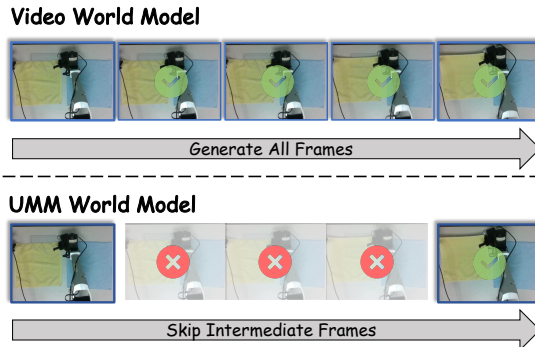 Video World Model
Generate All Frames
UMM World Model
Skip Intermediate Frames